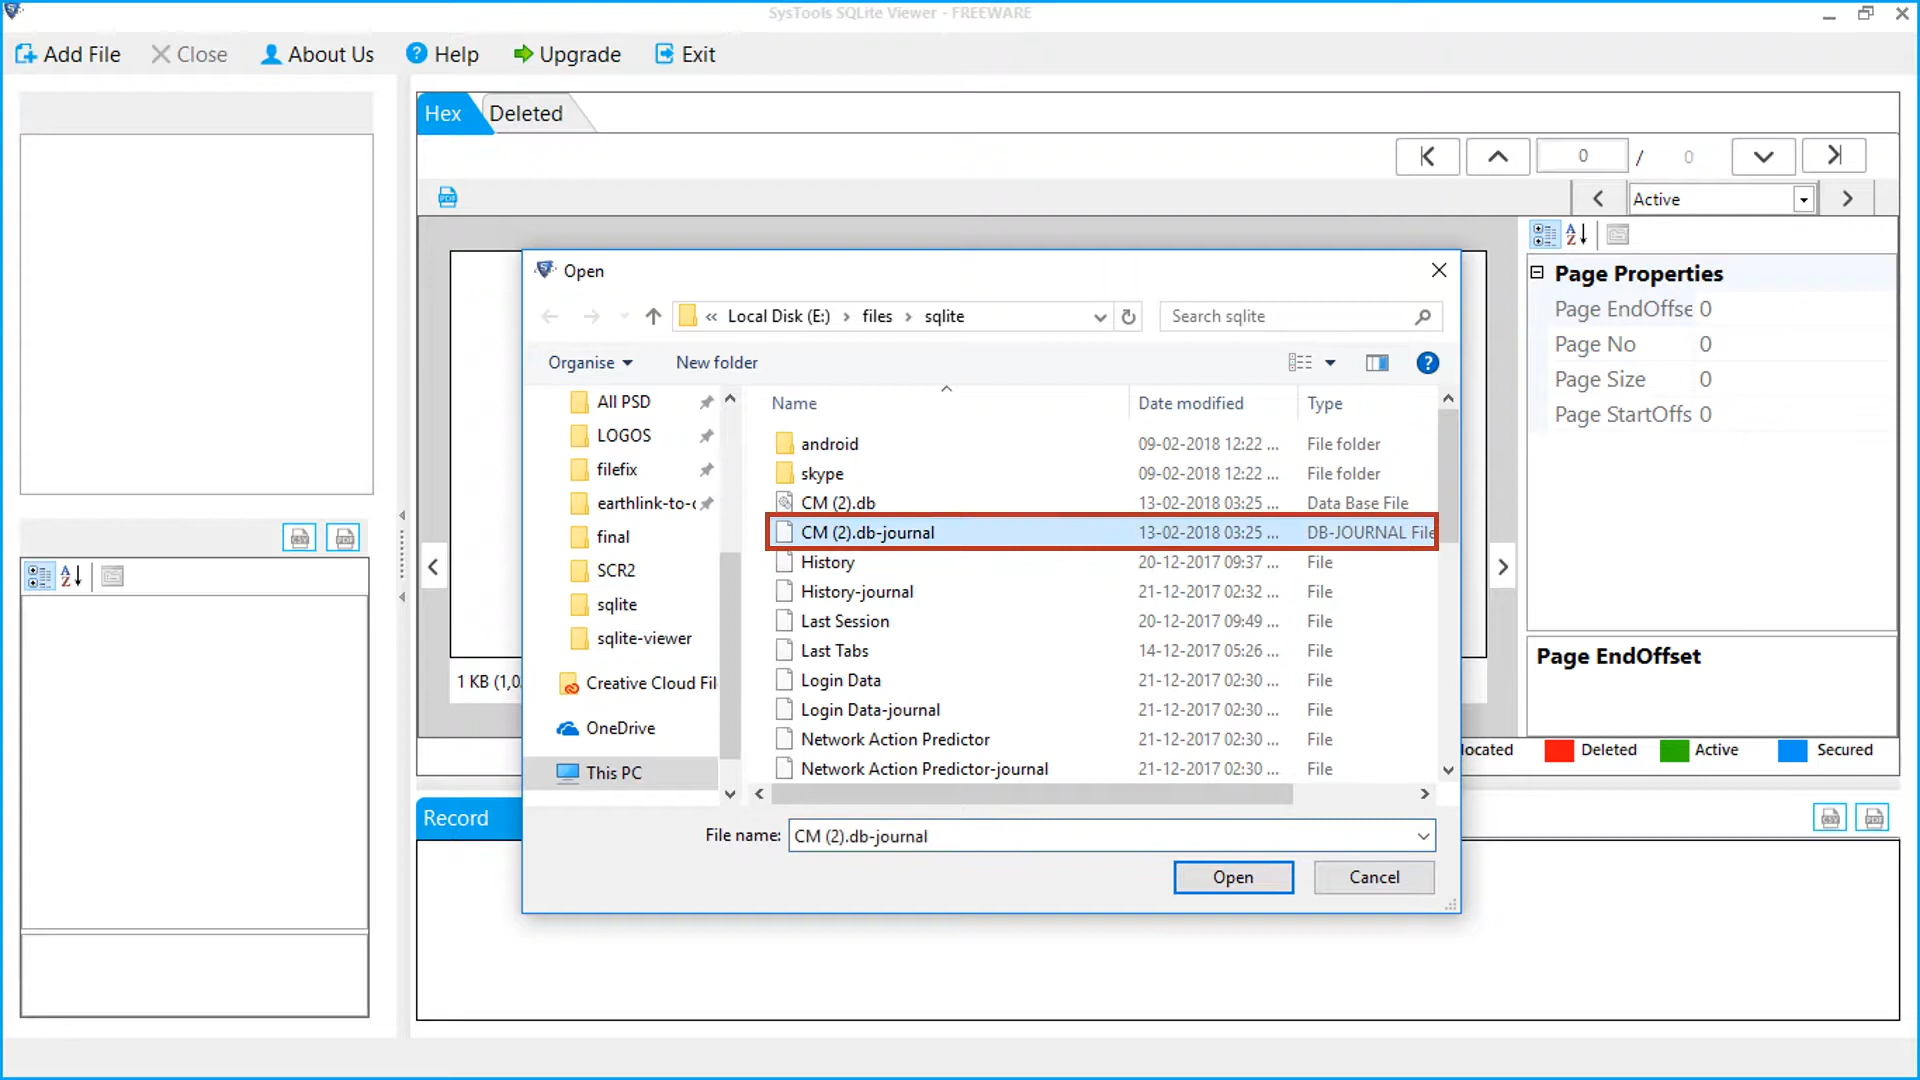 SysTools SQLite Viewer - FREEWARE
Add File Close About Us Help Upgrade Exit
Hex Deleted
0 / 0
Active
Page Properties
Page EndOffse 0
Page No 0
Page Size 0
Page StartOffs 0
Page EndOffset
Open
« Local Disk (E:) › files › sqlite
Search sqlite
Organise New folder
All PSD
LOGOS
filefix
earthlink-to-c
final
SCR2
sqlite
sqlite-viewer
Creative Cloud Fil
OneDrive
This PC
Name Date modified Type
android 09-02-2018 12:22 ... File folder
skype 09-02-2018 12:22 ... File folder
CM (2).db 13-02-2018 03:25 ... Data Base File
CM (2).db-journal 13-02-2018 03:25 ... DB-JOURNAL File
History 20-12-2017 09:37 ... File
History-journal 21-12-2017 02:32 ... File
Last Session 20-12-2017 09:49 ... File
Last Tabs 14-12-2017 05:26 ... File
Login Data 21-12-2017 02:30 ... File
Login Data-journal 21-12-2017 02:30 ... File
Network Action Predictor 21-12-2017 02:30 ... File
Network Action Predictor-journal 21-12-2017 02:30 ... File
File name: CM (2).db-journal
Open Cancel
1 KB (1,0
located Deleted Active Secured
Record